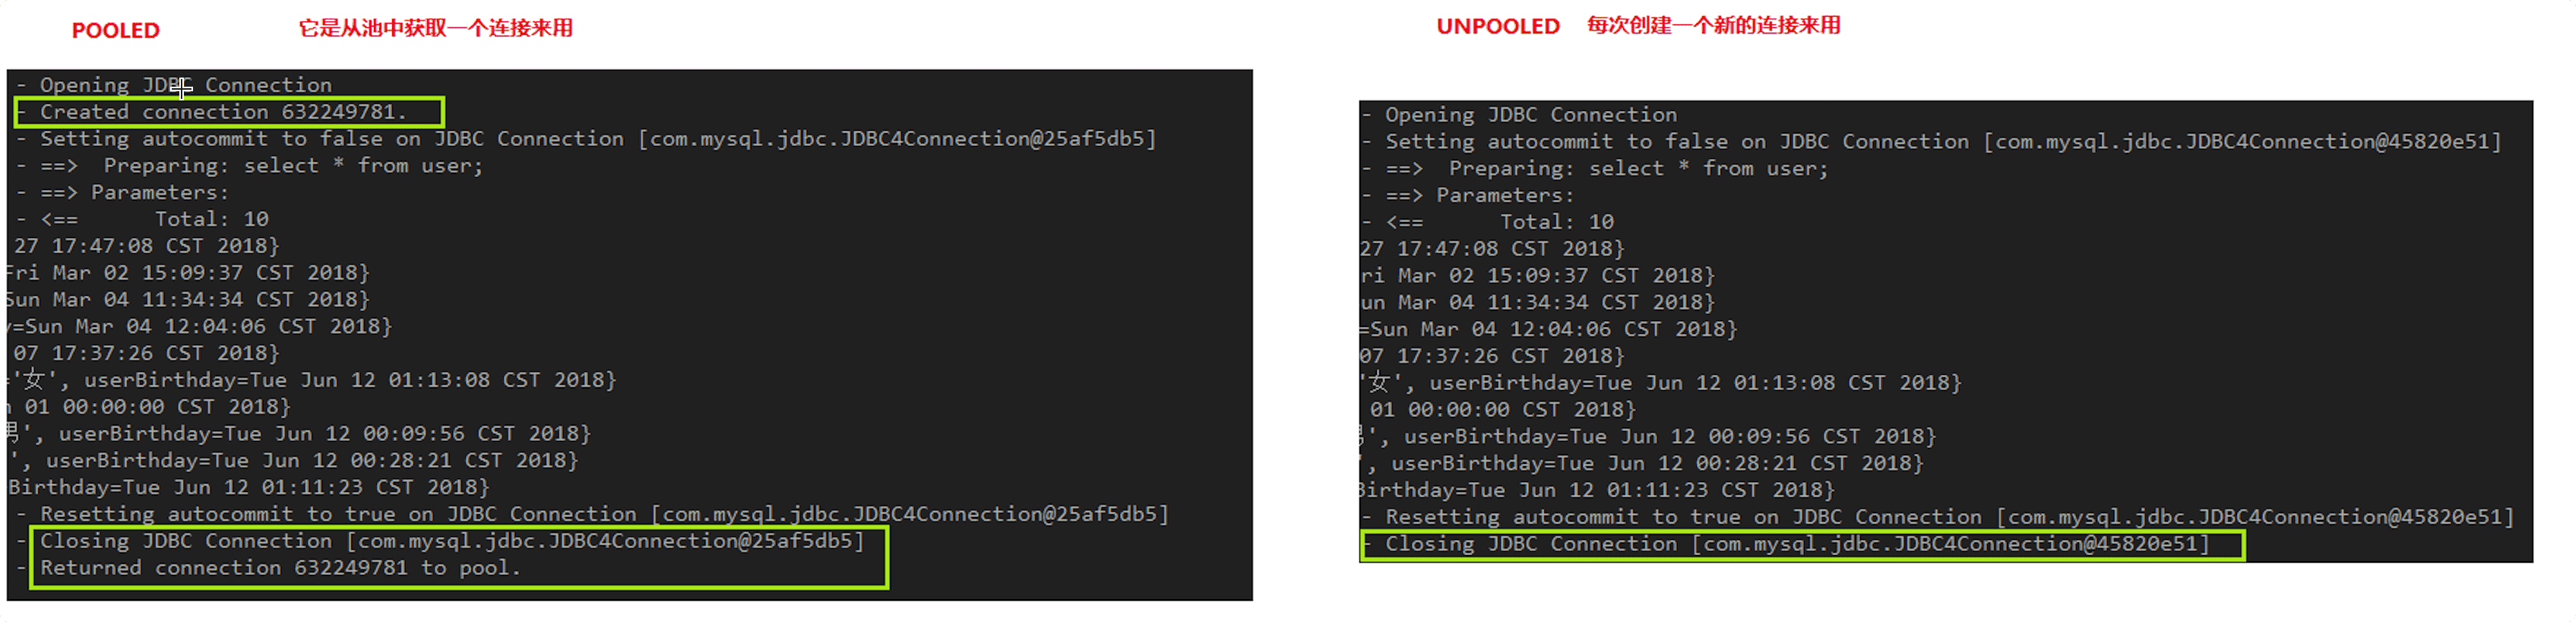 POOLED 它是从池中获取一个连接来用
- Opening JDBC Connection
- Created connection 632249781.
- Setting autocommit to false on JDBC Connection [com.mysql.jdbc.JDBC4Connection@25af5db5]
- ==>  Preparing: select * from user;
- ==> Parameters:
- <==      Total: 10
27 17:47:08 CST 2018}
Fri Mar 02 15:09:37 CST 2018}
Sun Mar 04 11:34:34 CST 2018}
=Sun Mar 04 12:04:06 CST 2018}
07 17:37:26 CST 2018}
='女', userBirthday=Tue Jun 12 01:13:08 CST 2018}
01 00:00:00 CST 2018}
男', userBirthday=Tue Jun 12 00:09:56 CST 2018}
', userBirthday=Tue Jun 12 00:28:21 CST 2018}
Birthday=Tue Jun 12 01:11:23 CST 2018}
- Resetting autocommit to true on JDBC Connection [com.mysql.jdbc.JDBC4Connection@25af5db5]
- Closing JDBC Connection [com.mysql.jdbc.JDBC4Connection@25af5db5]
- Returned connection 632249781 to pool.
UNPOOLED 每次创建一个新的连接来用
- Opening JDBC Connection
- Setting autocommit to false on JDBC Connection [com.mysql.jdbc.JDBC4Connection@45820e51]
- ==>  Preparing: select * from user;
- ==> Parameters:
- <==      Total: 10
27 17:47:08 CST 2018}
ri Mar 02 15:09:37 CST 2018}
un Mar 04 11:34:34 CST 2018}
=Sun Mar 04 12:04:06 CST 2018}
07 17:37:26 CST 2018}
'女', userBirthday=Tue Jun 12 01:13:08 CST 2018}
01 00:00:00 CST 2018}
', userBirthday=Tue Jun 12 00:09:56 CST 2018}
', userBirthday=Tue Jun 12 00:28:21 CST 2018}
Birthday=Tue Jun 12 01:11:23 CST 2018}
- Resetting autocommit to true on JDBC Connection [com.mysql.jdbc.JDBC4Connection@45820e51]
- Closing JDBC Connection [com.mysql.jdbc.JDBC4Connection@45820e51]